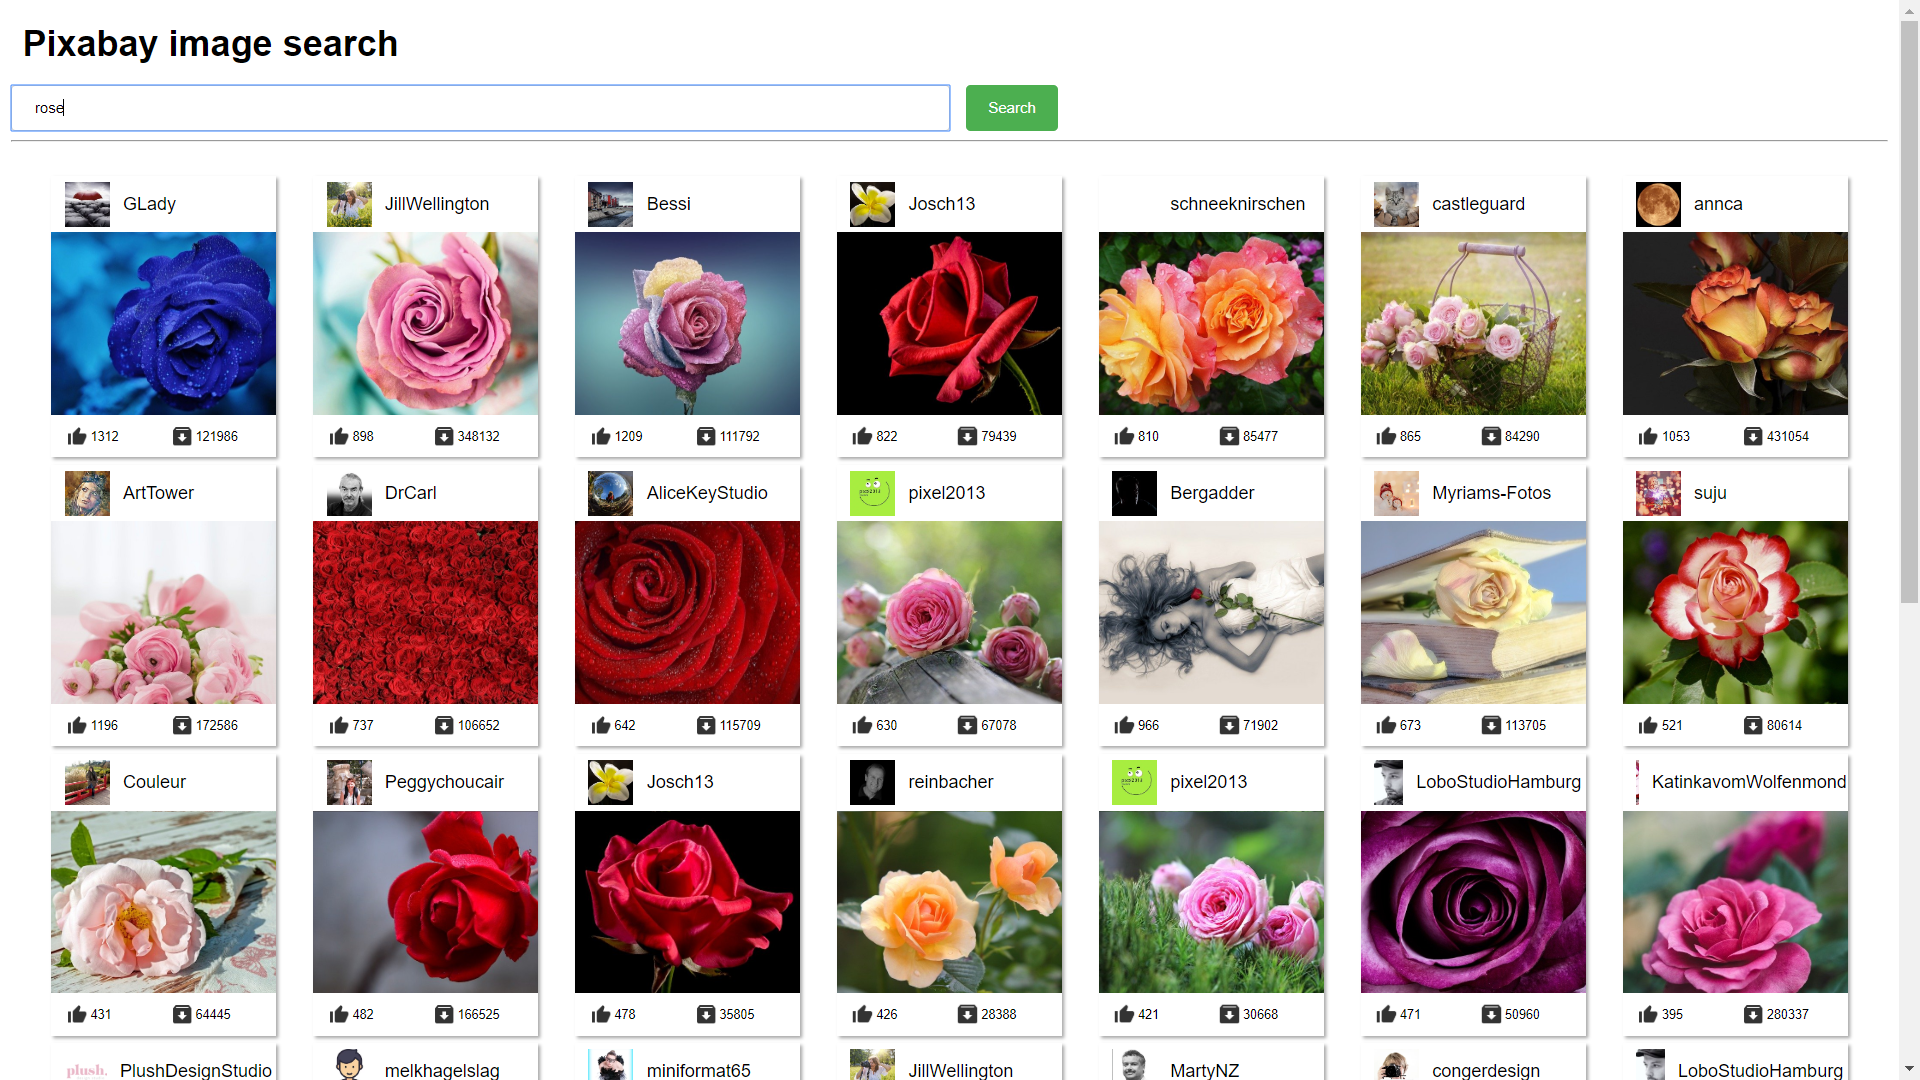 Pixabay image search
rose
Search
GLady
JillWellington
Bessi
Josch13
schneeknirschen
castleguard
annca
1312 121986
898 348132
1209 111792
822 79439
810 85477
865 84290
1053 431054
ArtTower
DrCarl
AliceKeyStudio
pixel2013
Bergadder
Myriams-Fotos
suju
1196 172586
737 106652
642 115709
630 67078
966 71902
673 113705
521 80614
Couleur
Peggychoucair
Josch13
reinbacher
pixel2013
LoboStudioHamburg
KatinkavomWolfenmond
431 64445
482 166525
478 35805
426 28388
421 30668
471 50960
395 280337
plush.
PlushDesignStudio
melkhagelslag
miniformat65
JillWellington
MartyNZ
congerdesign
LoboStudioHamburg